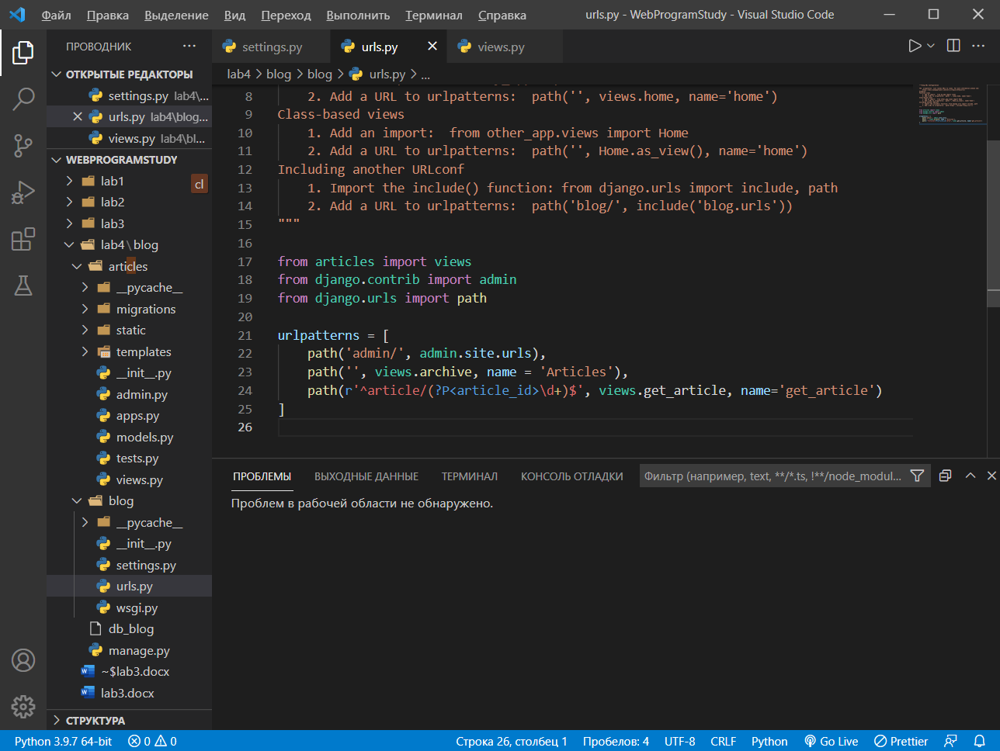 Файл Правка Выделение Вид Переход Выполнить Терминал Справка urls.py - WebProgramStudy - Visual Studio Code
ПРОВОДНИК ···
ОТКРЫТЫЕ РЕДАКТОРЫ
settings.py lab4\...
urls.py lab4\blog...
views.py lab4\bl...
WEBPROGRAMSTUDY
lab1
cl
lab2
lab3
lab4\blog
articles
__pycache__
migrations
static
templates
__init__.py
admin.py
apps.py
models.py
tests.py
views.py
blog
__pycache__
__init__.py
settings.py
urls.py
wsgi.py
db_blog
manage.py
~$lab3.docx
lab3.docx
СТРУКТУРА
settings.py urls.py views.py
lab4 > blog > blog > urls.py > ...
8 2. Add a URL to urlpatterns:  path('', views.home, name='home')
9 Class-based views
10 1. Add an import:  from other_app.views import Home
11 2. Add a URL to urlpatterns:  path('', Home.as_view(), name='home')
12 Including another URLconf
13 1. Import the include() function: from django.urls import include, path
14 2. Add a URL to urlpatterns:  path('blog/', include('blog.urls'))
15 """
16
17 from articles import views
18 from django.contrib import admin
19 from django.urls import path
20
21 urlpatterns = [
22 path('admin/', admin.site.urls),
23 path('', views.archive, name = 'Articles'),
24 path(r'^article/(?P<article_id>\d+)$', views.get_article, name='get_article')
25 ]
26
ПРОБЛЕМЫ ВЫХОДНЫЕ ДАННЫЕ ТЕРМИНАЛ КОНСОЛЬ ОТЛАДКИ Фильтр (например, text, **/*.ts, !**/node_modul...
Проблем в рабочей области не обнаружено.
Python 3.9.7 64-bit 0 0 Строка 26, столбец 1 Пробелов: 4 UTF-8 CRLF Python Go Live Prettier